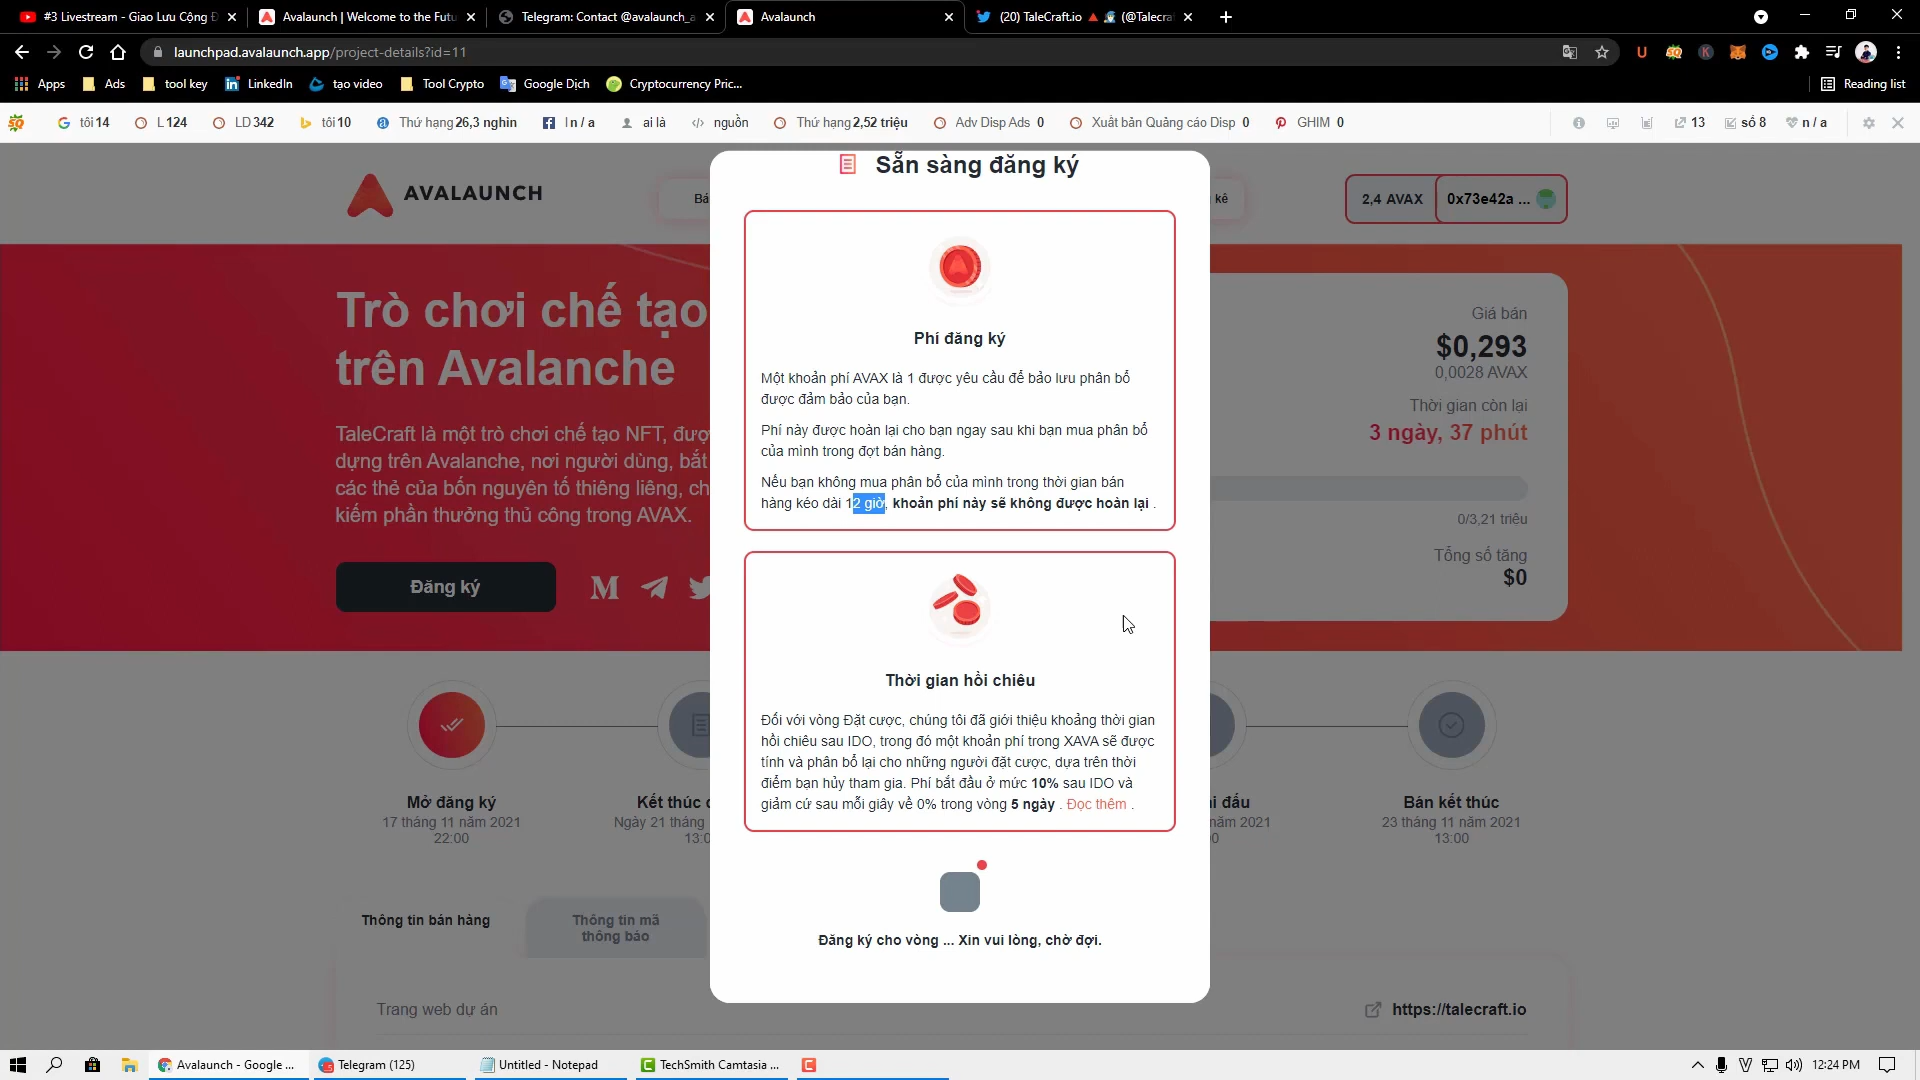 #3 Livestream - Giao Lưu Cộng Đ
Avalaunch | Welcome to the Futu
Telegram: Contact @avalaunch_a
Avalaunch
(20) TaleCraft.io
(@Talecra
launchpad.avalaunch.app/project-details?id=11
Apps
Ads
tool key
LinkedIn
tạo video
Tool Crypto
Google Dịch
Cryptocurrency Pric...
Reading list
tôi 14
L 124
LD 342
tôi 10
Thứ hạng 26,3 nghìn
l n / a
ai là
nguồn
Thứ hạng 2,52 triệu
Adv Disp Ads 0
Xuất bản Quảng cáo Disp 0
GHIM 0
13
số 8
n / a
AVALAUNCH
Bá
kê
2,4 AVAX
0x73e42a ...
Sẵn sàng đăng ký
Phí đăng ký
Một khoản phí AVAX là 1 được yêu cầu để bảo lưu phân bổ
được đảm bảo của bạn.
Phí này được hoàn lại cho bạn ngay sau khi bạn mua phân bổ
của mình trong đợt bán hàng.
Nếu bạn không mua phân bổ của mình trong thời gian bán
hàng kéo dài 12 giờ, khoản phí này sẽ không được hoàn lại .
Trò chơi chế tạo
trên Avalanche
TaleCraft là một trò chơi chế tạo NFT, đượ
dựng trên Avalanche, nơi người dùng, bắt
các thẻ của bốn nguyên tố thiêng liêng, ch
kiếm phần thưởng thủ công trong AVAX.
Đăng ký
Giá bán
$0,293
0,0028 AVAX
Thời gian còn lại
3 ngày, 37 phút
0/3,21 triệu
Tổng số tăng
$0
Thời gian hồi chiêu
Đối với vòng Đặt cược, chúng tôi đã giới thiệu khoảng thời gian
hồi chiêu sau IDO, trong đó một khoản phí trong XAVA sẽ được
tính và phân bổ lại cho những người đặt cược, dựa trên thời
điểm bạn hủy tham gia. Phí bắt đầu ở mức 10% sau IDO và
giảm cứ sau mỗi giây về 0% trong vòng 5 ngày . Đọc thêm .
Đăng ký cho vòng ... Xin vui lòng, chờ đợi.
Mở đăng ký
17 tháng 11 năm 2021
22:00
Kết thúc
Ngày 21 tháng
13:0
i đấu
năm 2021
0
Bán kết thúc
23 tháng 11 năm 2021
13:00
Thông tin bán hàng
Thông tin mã
thông báo
Trang web dự án
https://talecraft.io
Avalaunch - Google ...
Telegram (125)
Untitled - Notepad
TechSmith Camtasia ...
12:24 PM